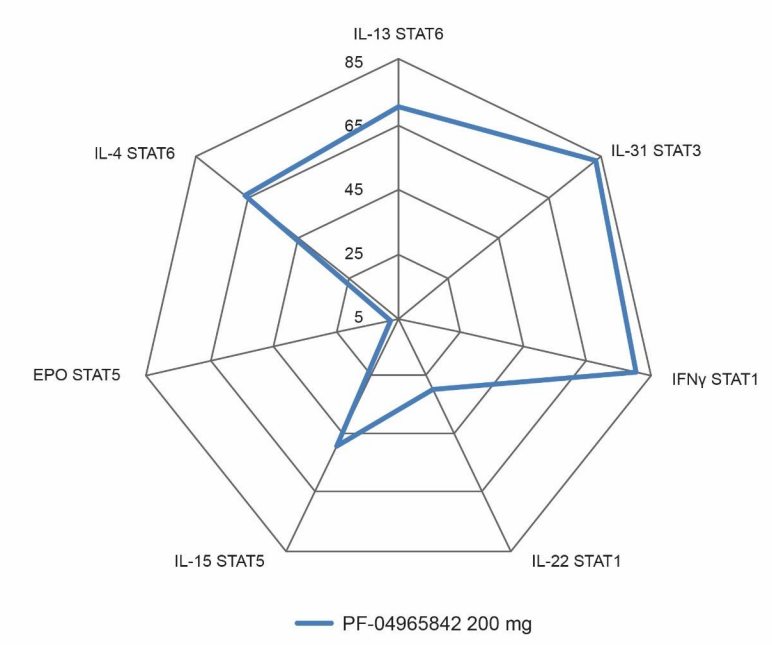 IL-13 STAT6
85
65
IL-4 STAT6
IL-31 STAT3
45
25
5
EPO STAT5
IFNγ STAT1
IL-15 STAT5
IL-22 STAT1
PF-04965842 200 mg